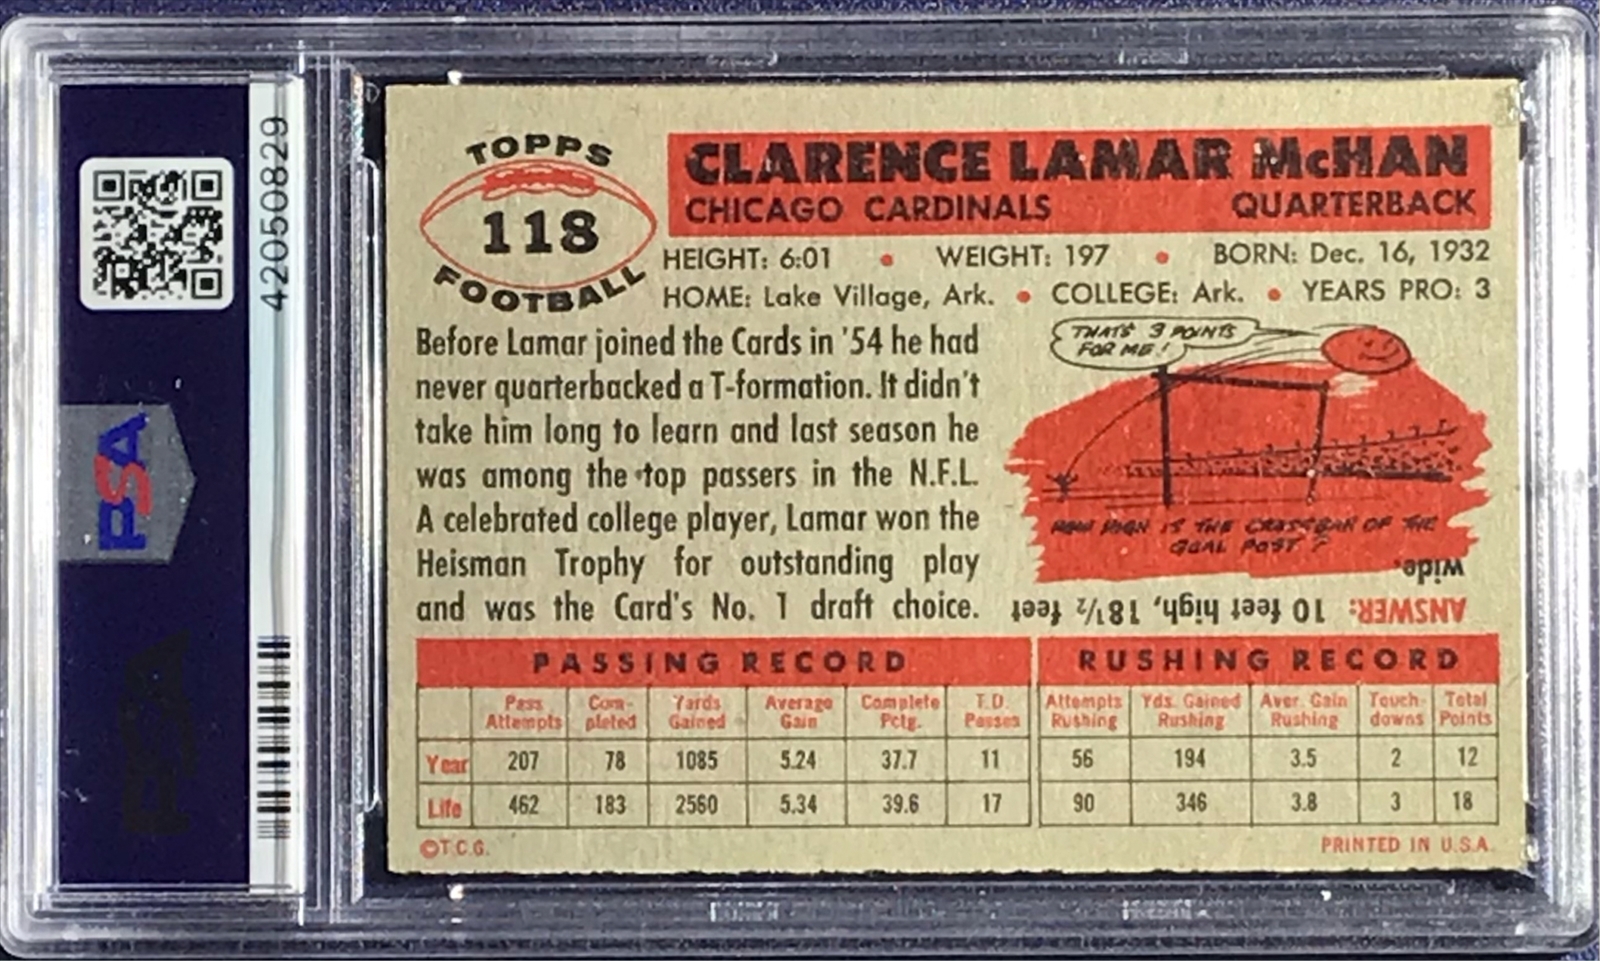 PSA
42050829
TOPPS
118
FOOTBALL
CLARENCE LAMAR McHAN
CHICAGO CARDINALS QUARTERBACK
HEIGHT: 6:01 • WEIGHT: 197 • BORN: Dec. 16, 1932
HOME: Lake Village, Ark. • COLLEGE: Ark. • YEARS PRO: 3
Before Lamar joined the Cards in '54 he had
never quarterbacked a T-formation. It didn't
take him long to learn and last season he
was among the top passers in the N.F.L.
A celebrated college player, Lamar won the
Heisman Trophy for outstanding play
and was the Card's No. 1 draft choice.
THAT'S 3 POINTS
FOR ME!
HOW HIGH IS THE CROSSBAR OF THE
GOAL POST?
ANSWER: 10 feet high, 18½ feet
wide.
PASSING RECORD
Pass Attempts Com-pleted Yards Gained Average Gain Complete Pctg. T.D. Passes
Year 207 78 1085 5.24 37.7 11
Life 462 183 2560 5.34 39.6 17
RUSHING RECORD
Attempts Rushing Yds. Gained Rushing Aver. Gain Rushing Touch-downs Total Points
56 194 3.5 2 12
90 346 3.8 3 18
©T.C.G. PRINTED IN U.S.A.